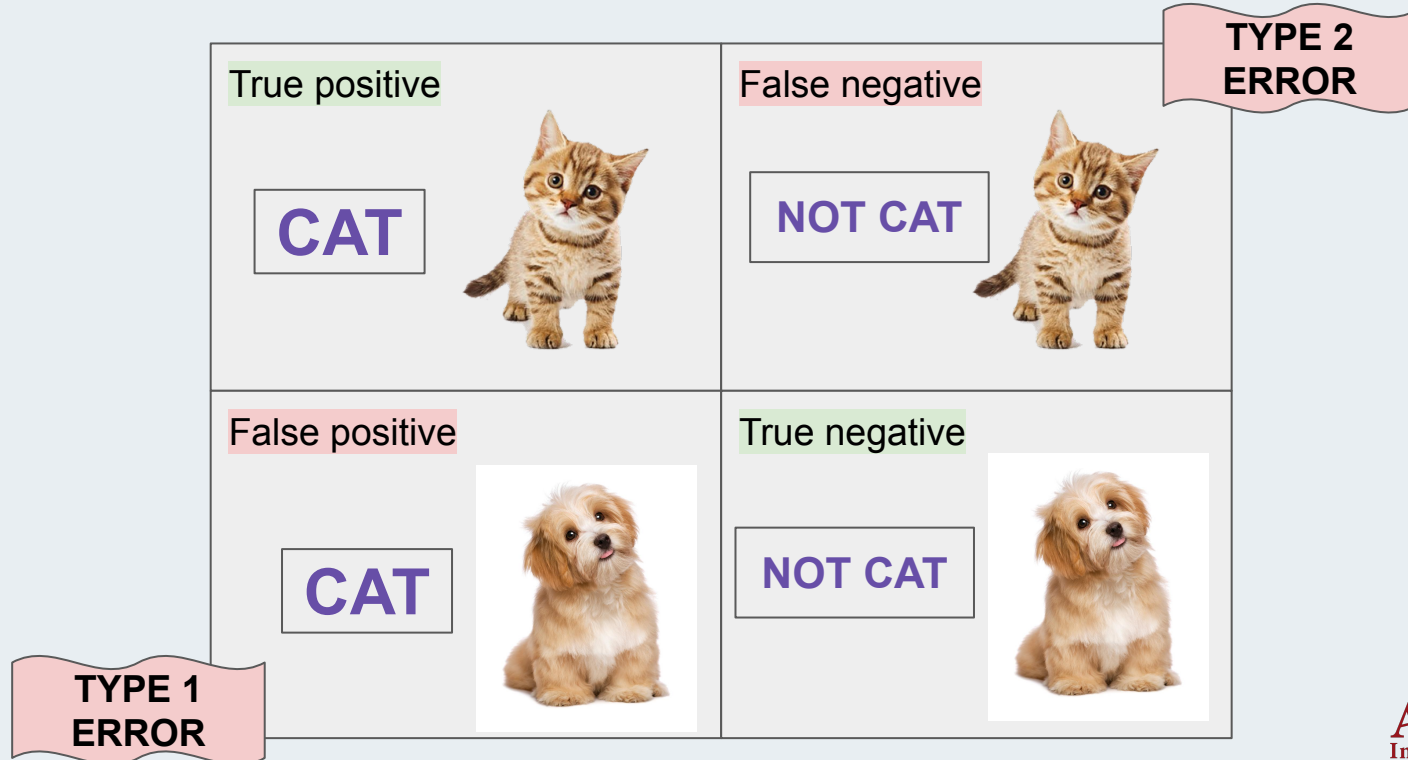 TYPE 2
ERROR
True positive
False negative
CAT
NOT CAT
False positive
True negative
CAT
NOT CAT
TYPE 1
ERROR